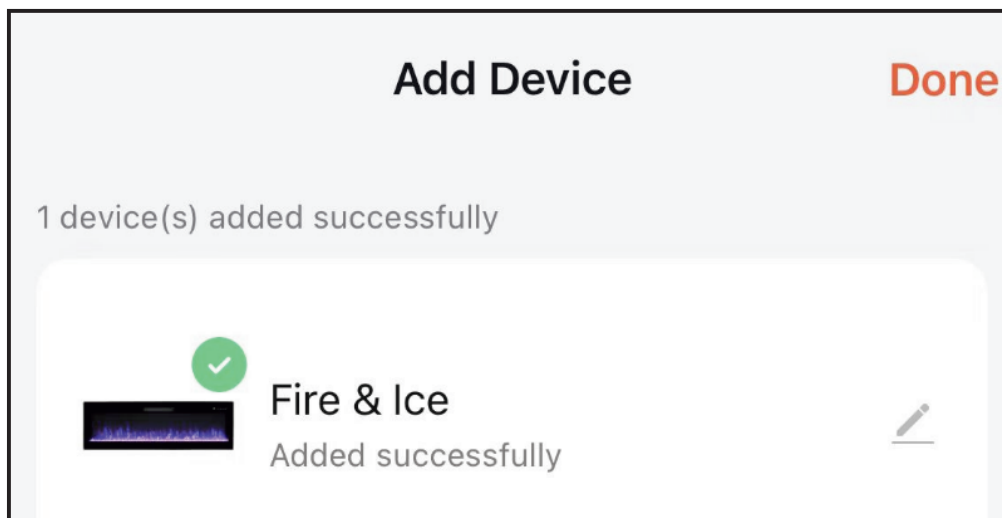 Add Device
Done
1 device(s) added successfully
Fire & Ice
Added successfully